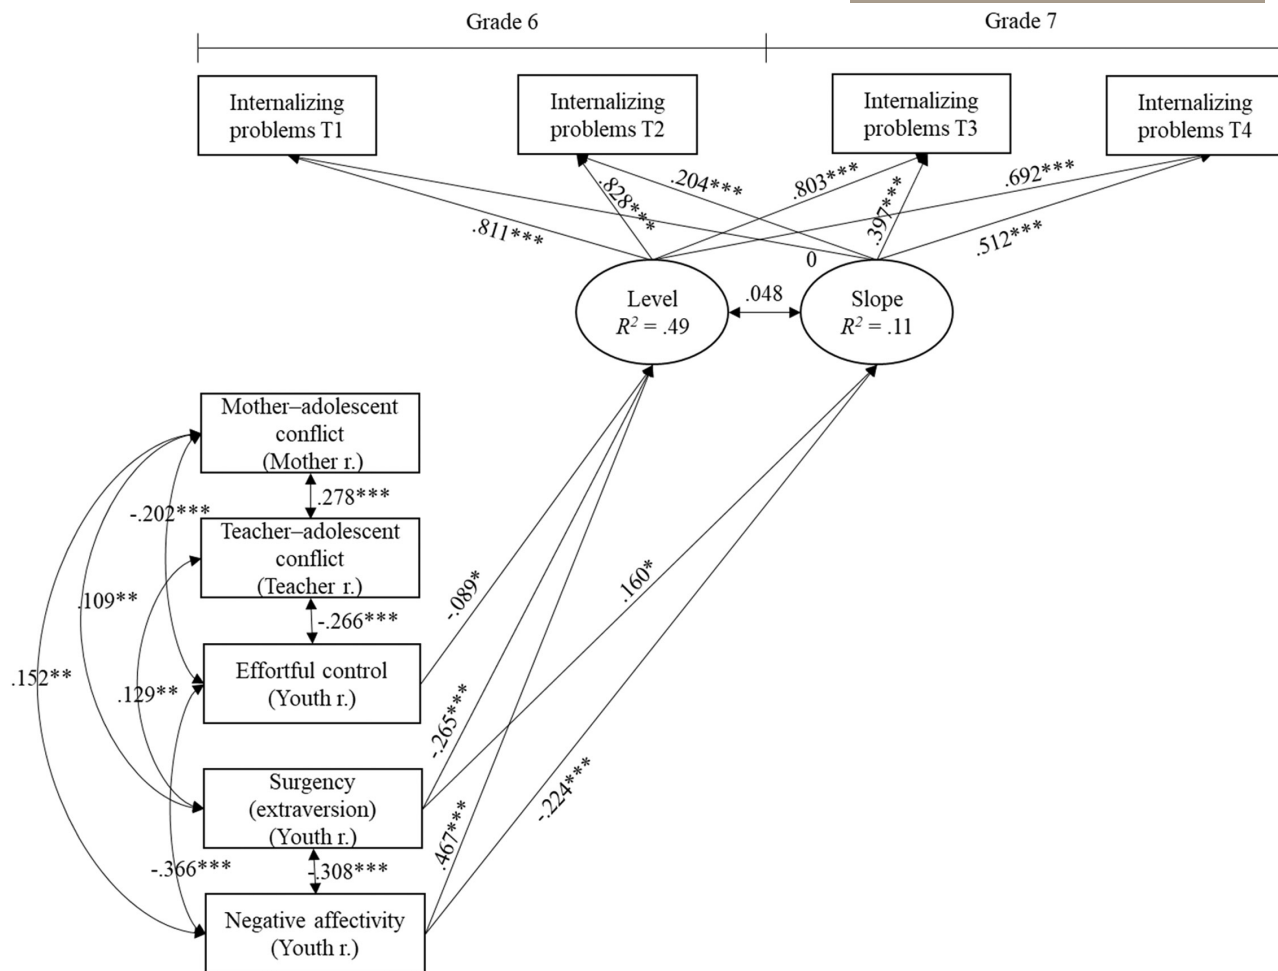 Grade 6
Grade 7
Internalizing
problems T1
Internalizing
problems T2
Internalizing
problems T3
Internalizing
problems T4
.811***
.828***
.204***
.803***
.397***
.692***
.512***
0
Level
R² = .49
.048
Slope
R² = .11
Mother–adolescent
conflict
(Mother r.)
.278***
-.202***
Teacher–adolescent
conflict
(Teacher r.)
.109**
-.266***
-.089*
.160*
Effortful control
(Youth r.)
.152**
.129**
-.265***
Surgency
(extraversion)
(Youth r.)
-.224***
.467***
-.366***
-.308***
Negative affectivity
(Youth r.)